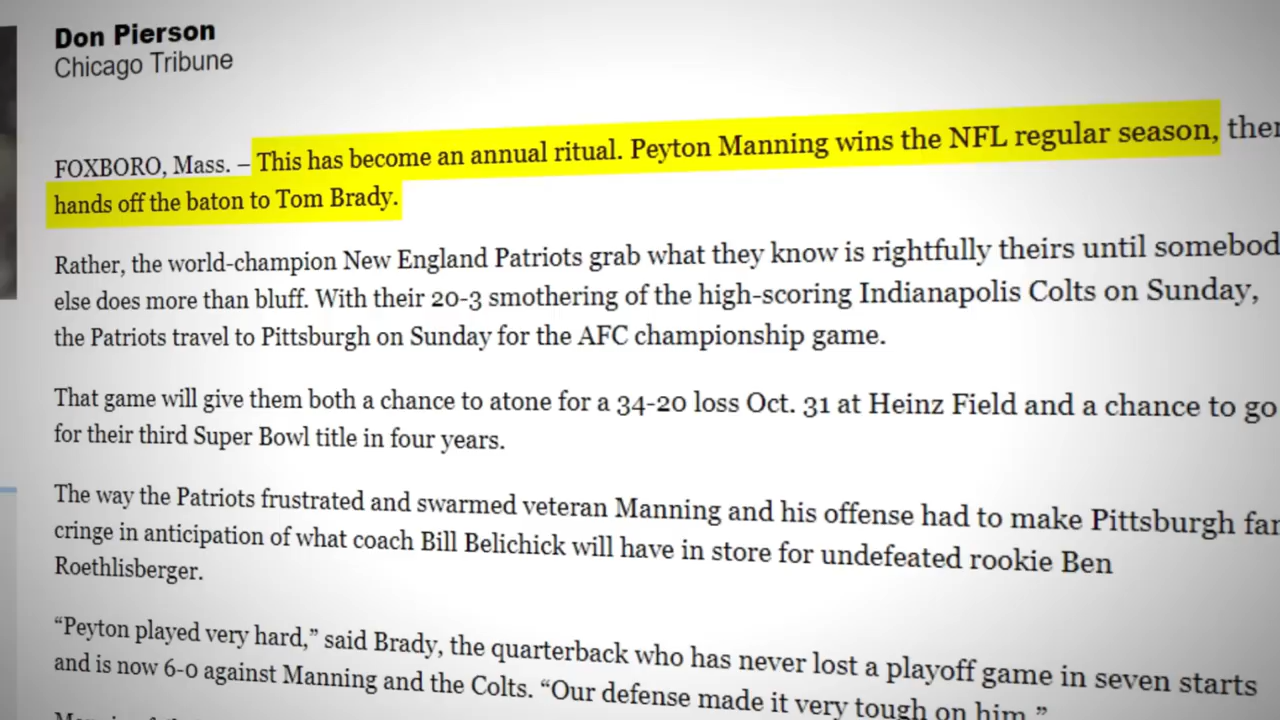 Don Pierson
Chicago Tribune
FOXBORO, Mass. – This has become an annual ritual. Peyton Manning wins the NFL regular season,
hands off the baton to Tom Brady.
Rather, the world-champion New England Patriots grab what they know is rightfully theirs until
else does more than bluff. With their 20-3 smothering of the high-scoring Indianapolis Colts on Sunday,
the Patriots travel to Pittsburgh on Sunday for the AFC championship game.
That game will give them both a chance to atone for a 34-20 loss Oct. 31 at Heinz Field and a chance to go
for their third Super Bowl title in four years.
The way the Patriots frustrated and swarmed veteran Manning and his offense had to make Pittsburgh
cringe in anticipation of what coach Bill Belichick will have in store for undefeated rookie Ben
Roethlisberger.
“Peyton played very hard,” said Brady, the quarterback who has never lost a playoff game in seven starts
and is now 6-0 against Manning and the Colts. “Our defense made it very tough on him.”